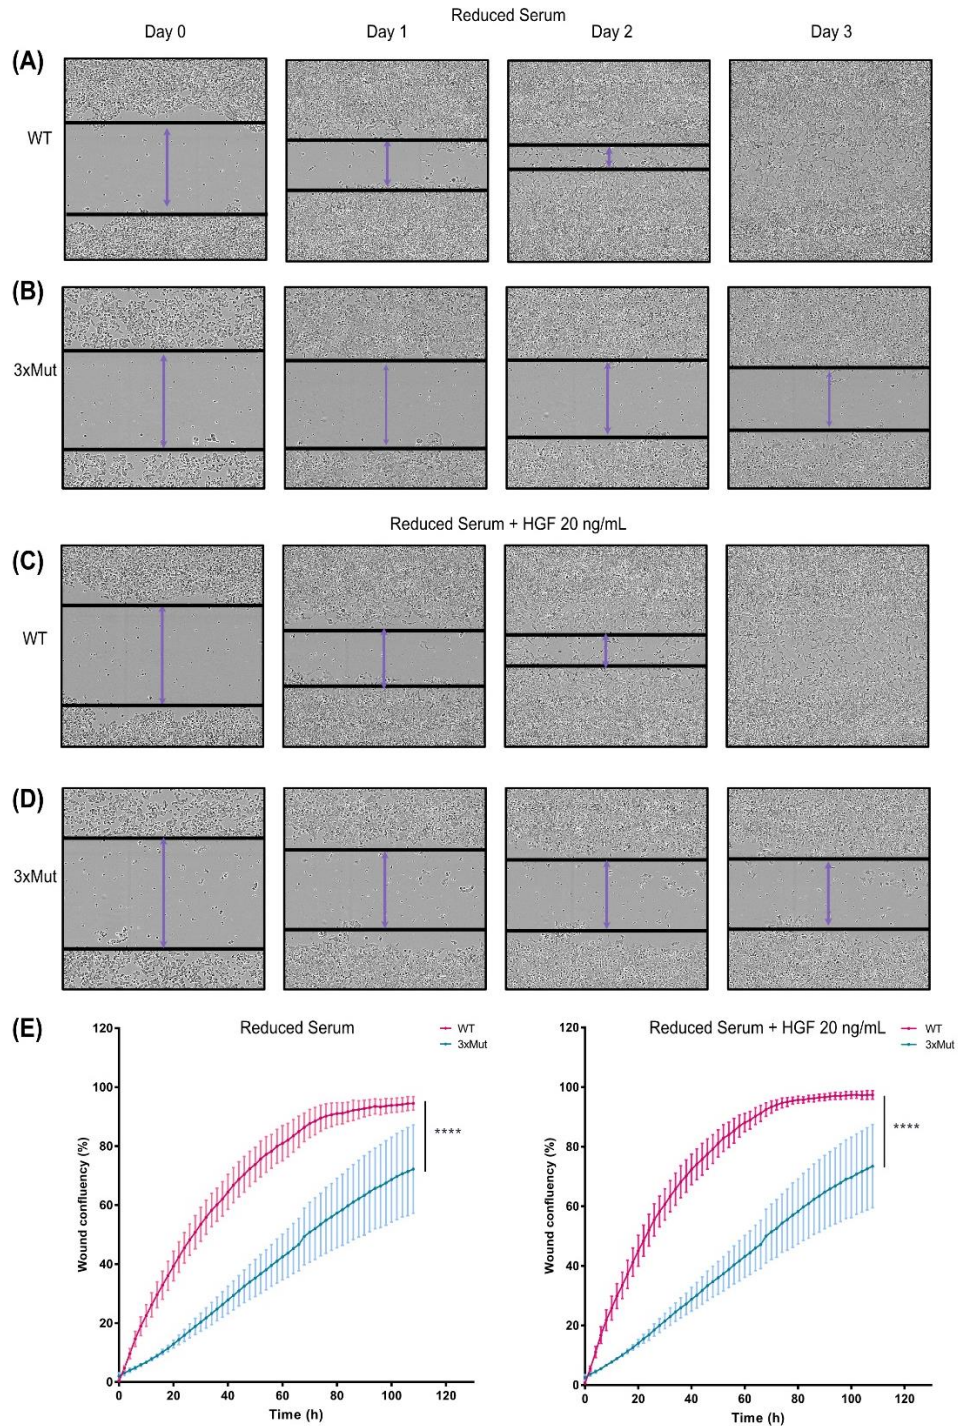 Reduced Serum
Day 0 Day 1 Day 2 Day 3
(A)
WT
(B)
3xMut
Reduced Serum + HGF 20 ng/mL
(C)
WT
(D)
3xMut
(E)
Reduced Serum
WT
3xMut
120
100
80
60
40
20
0
Wound confluency (%)
0 20 40 60 80 100 120
Time (h)
****
Reduced Serum + HGF 20 ng/mL
WT
3xMut
120
100
80
60
40
20
0
Wound confluency (%)
0 20 40 60 80 100 120
Time (h)
****